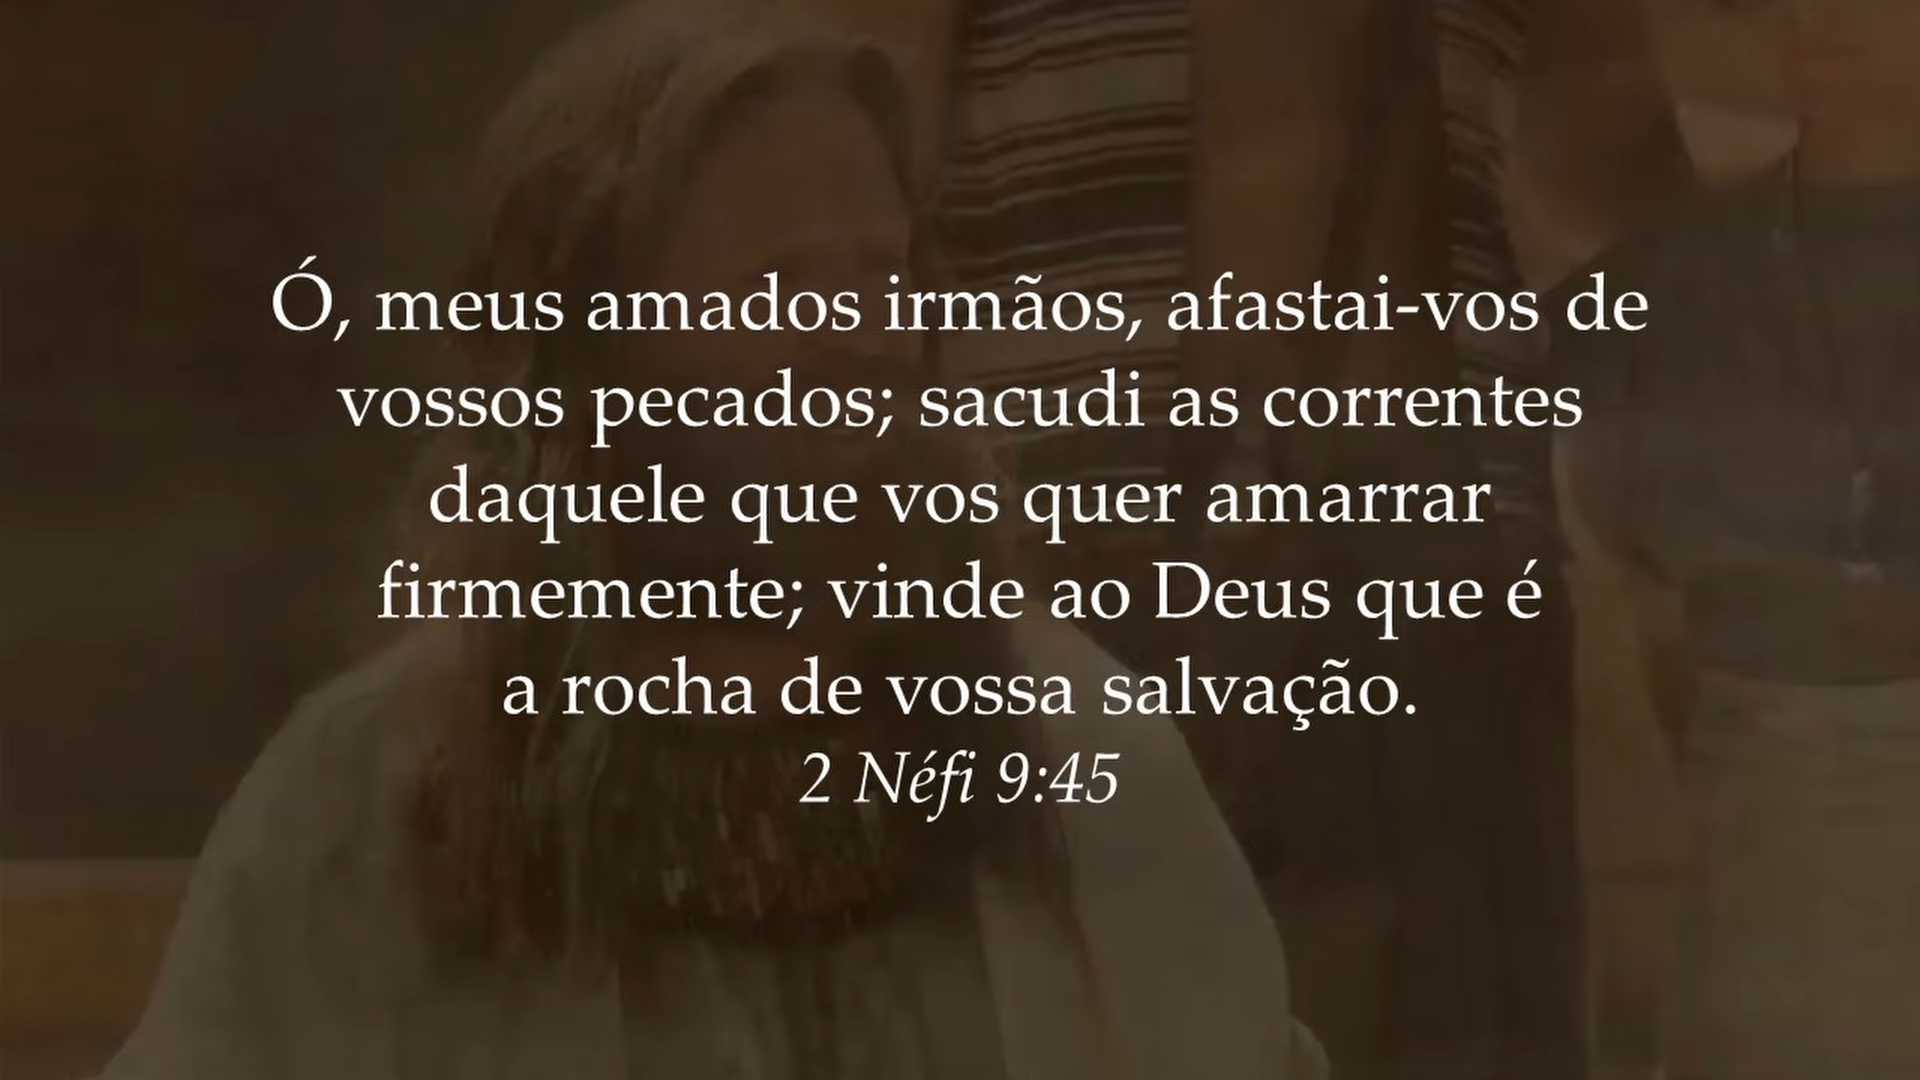 Ó, meus amados irmãos, afastai-vos de
vossos pecados; sacudi as correntes
daquele que vos quer amarrar
firmemente; vinde ao Deus que é
a rocha de vossa salvação.
2 Néfi 9:45